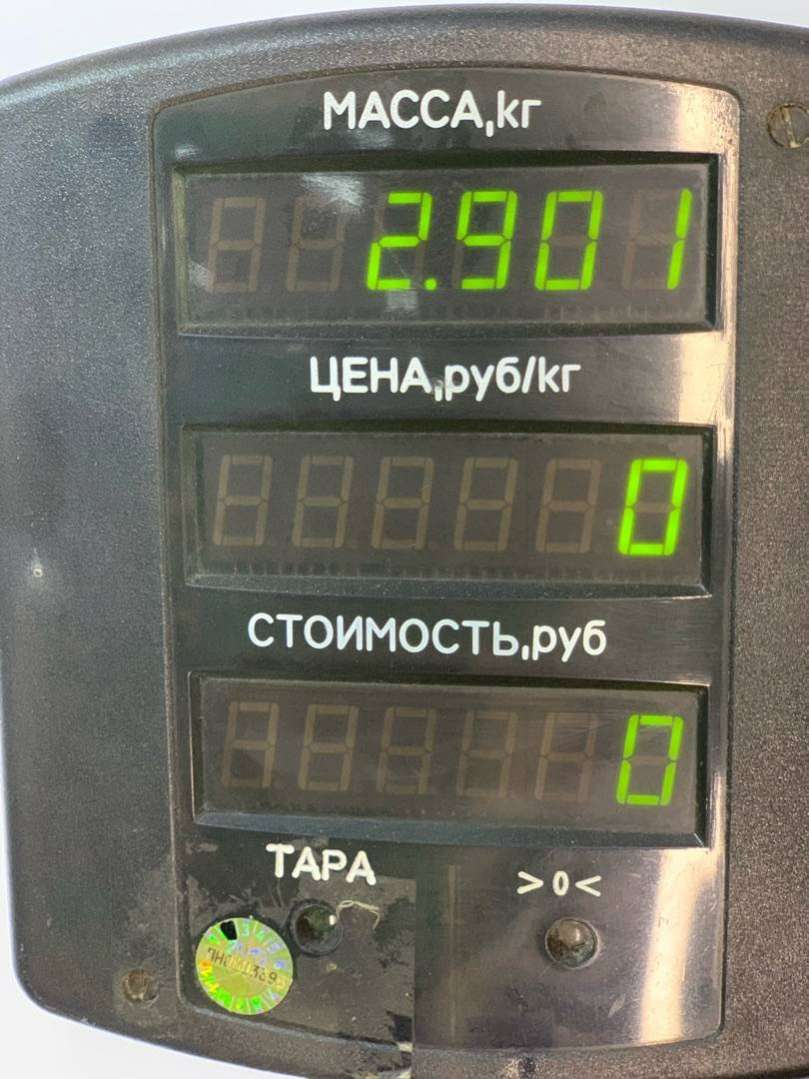 МАССА,кг
2.901
ЦЕНА,руб/кг
0
СТОИМОСТЬ,руб
0
ТАРА >0<